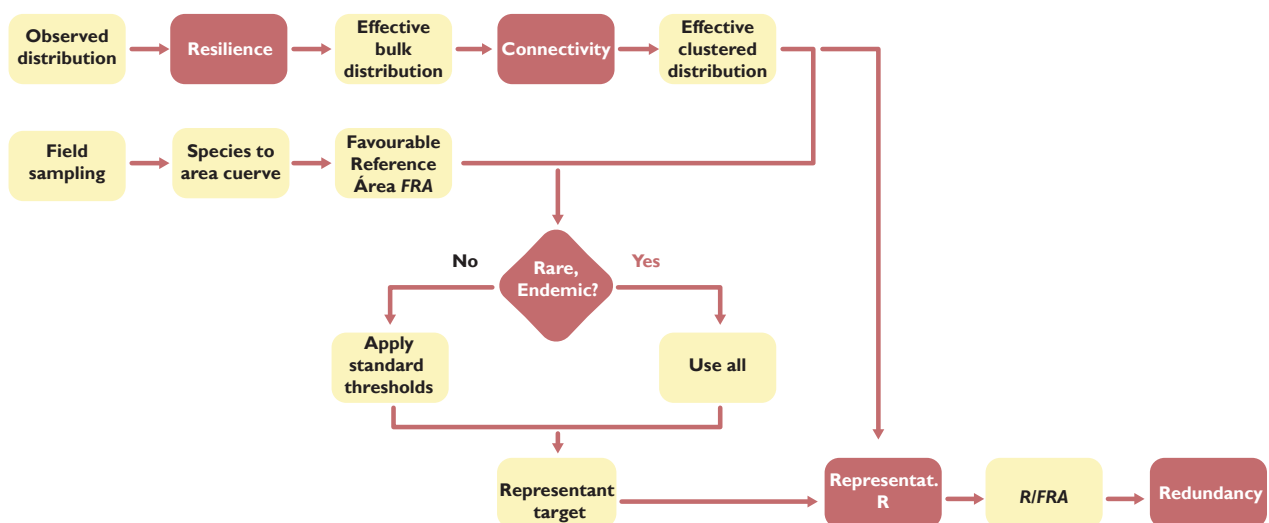 Observed
distribution
Resilience
Effective
bulk
distribution
Connectivity
Effective
clustered
distribution
Field
sampling
Species to
area cuerve
Favourable
Reference
Área FRA
No
Rare,
Endemic?
Yes
Apply
standard
thresholds
Use all
Representant
target
Representat.
R
R/FRA
Redundancy